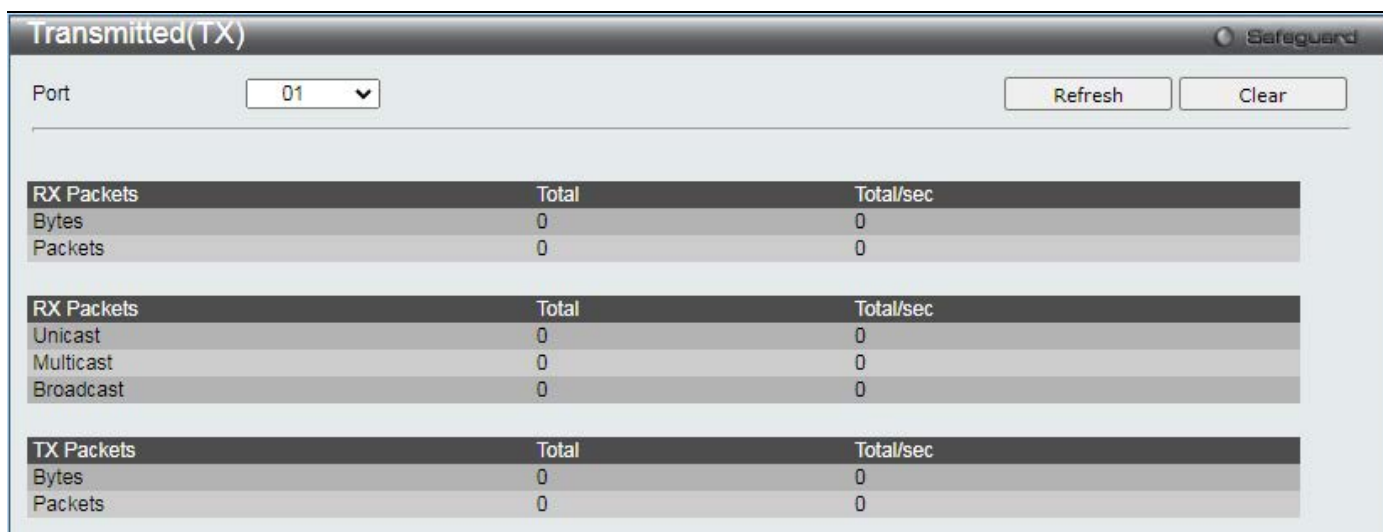 Transmitted(TX)
Safeguard
Port 01 Refresh Clear
RX Packets Total Total/sec
Bytes 0 0
Packets 0 0
RX Packets Total Total/sec
Unicast 0 0
Multicast 0 0
Broadcast 0 0
TX Packets Total Total/sec
Bytes 0 0
Packets 0 0